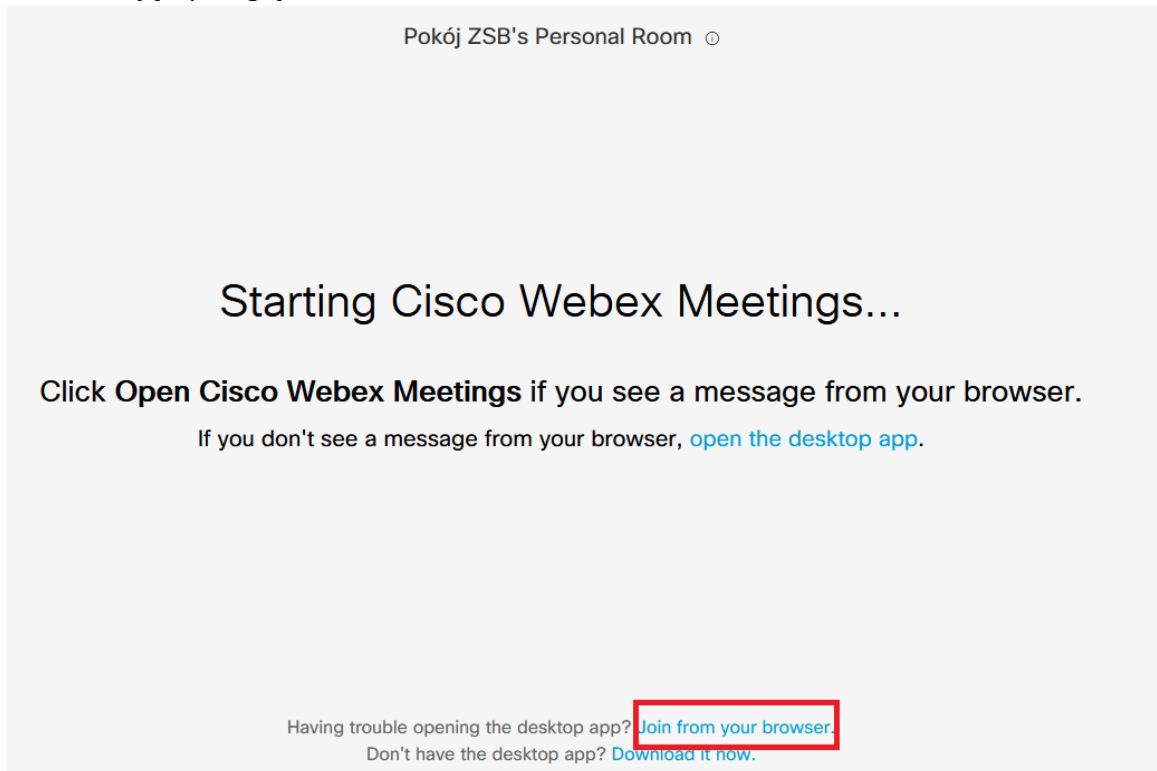 Pokój ZSB's Personal Room
Starting Cisco Webex Meetings...
Click Open Cisco Webex Meetings if you see a message from your browser.
If you don't see a message from your browser, open the desktop app.
Having trouble opening the desktop app? Join from your browser.
Don't have the desktop app? Download it now.